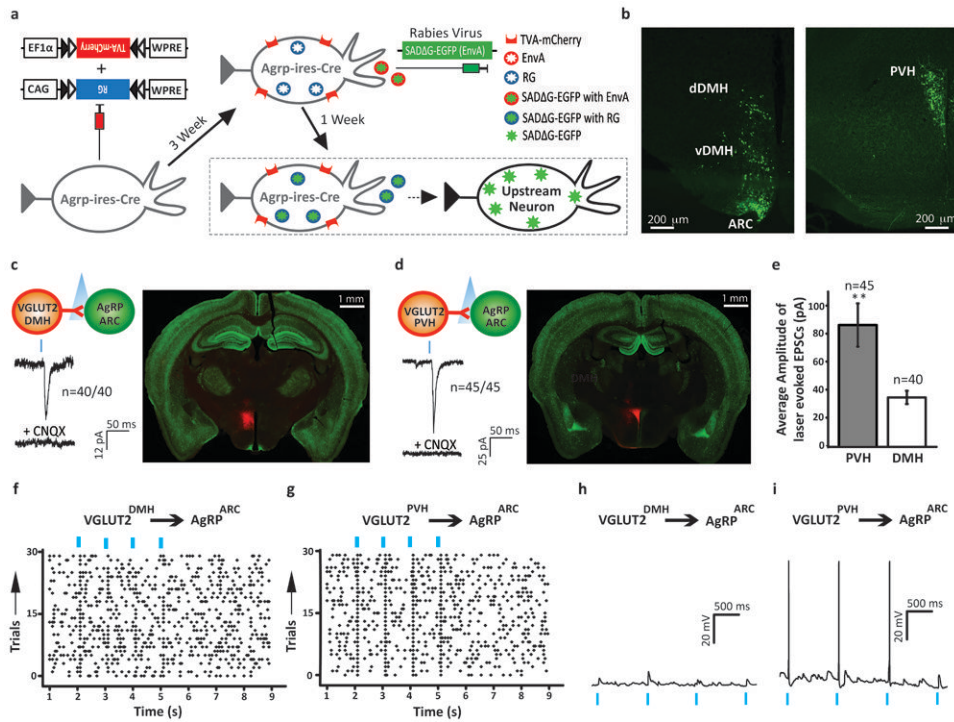 a
EF1α
TVA-mCherry
WPRE
+
CAG
RG
WPRE
Agrp-ires-Cre
3 Week
Agrp-ires-Cre
1 Week
Rabies Virus
SADΔG-EGFP (EnvA)
TVA-mCherry
EnvA
RG
SADΔG-EGFP with EnvA
SADΔG-EGFP with RG
SADΔG-EGFP
Agrp-ires-Cre
Upstream
Neuron
b
dDMH
vDMH
200 μm
ARC
PVH
200 μm
c
VGLUT2
DMH
AgRP
ARC
n=40/40
+ CNQX
50 ms
12 pA
1 mm
d
VGLUT2
PVH
AgRP
ARC
n=45/45
+ CNQX
50 ms
25 pA
DMH
1 mm
e
Average Amplitude of
laser evoked EPSCs (pA)
100
80
60
40
20
0
n=45
**
n=40
PVH
DMH
f
VGLUT2 DMH → AgRP ARC
Trials
30
15
0
1 2 3 4 5 6 7 8 9
Time (s)
g
VGLUT2 PVH → AgRP ARC
Trials
30
15
0
1 2 3 4 5 6 7 8 9
Time (s)
h
VGLUT2 DMH → AgRP ARC
500 ms
20 mV
i
VGLUT2 PVH → AgRP ARC
500 ms
20 mV